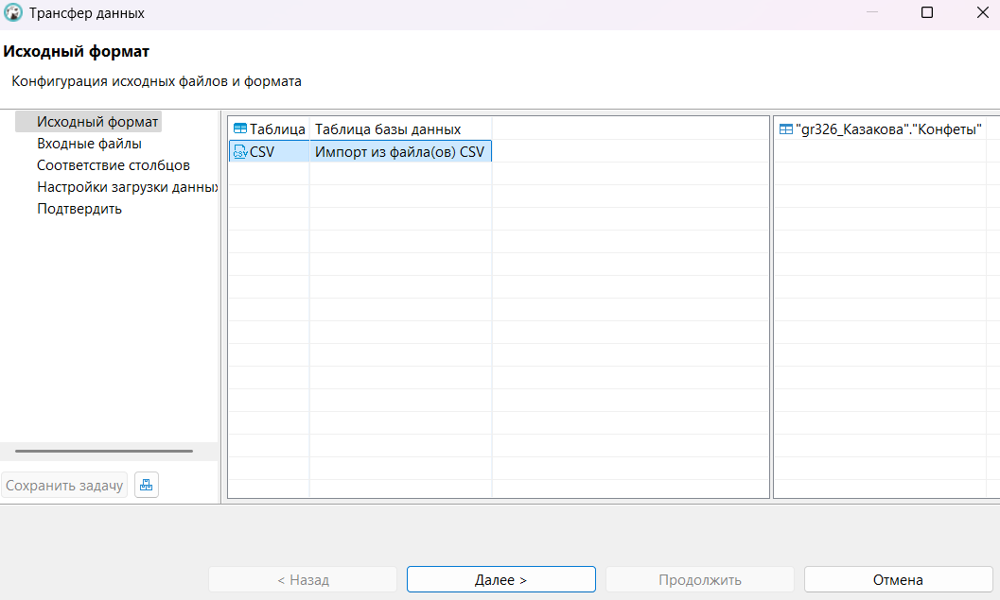 Трансфер данных
Исходный формат
Конфигурация исходных файлов и формата
Исходный формат
Входные файлы
Соответствие столбцов
Настройки загрузки данных
Подтвердить
Сохранить задачу
Таблица Таблица базы данных
CSV Импорт из файла(ов) CSV
"gr326_Казакова"."Конфеты"
< Назад
Далее >
Продолжить
Отмена